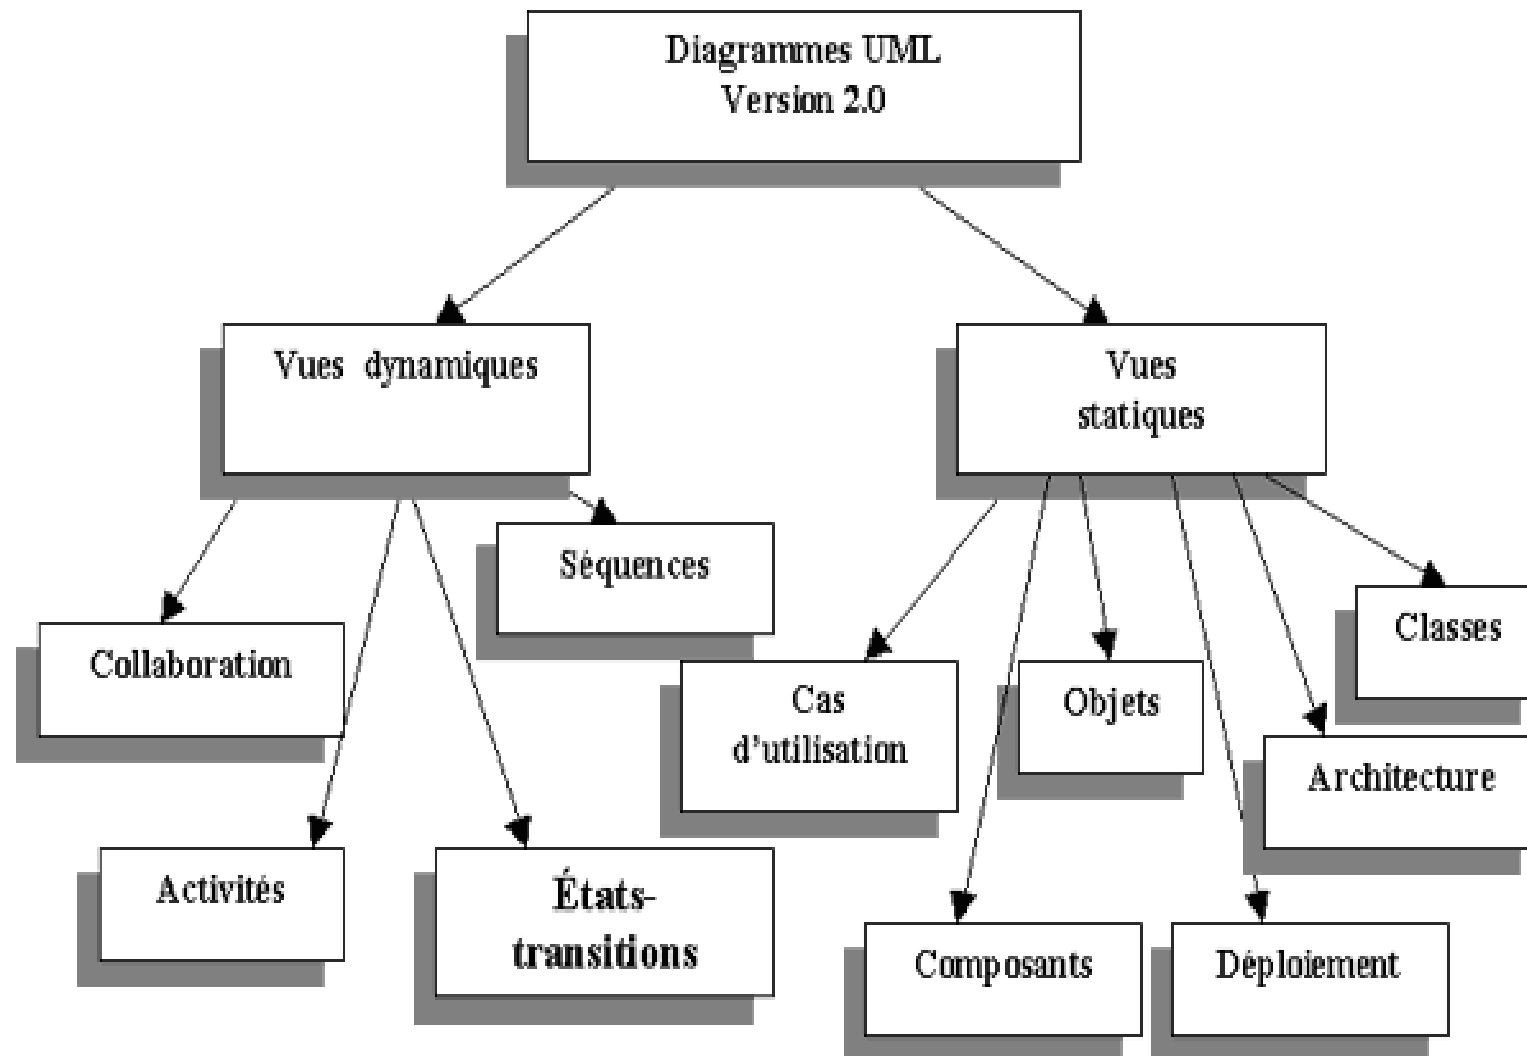 Diagrammes UML
Version 2.0
Vues dynamiques
Vues
statiques
Séquences
Collaboration
Classes
Cas
d’utilisation
Objets
Architecture
Activités
États-
transitions
Composants
Déploiement